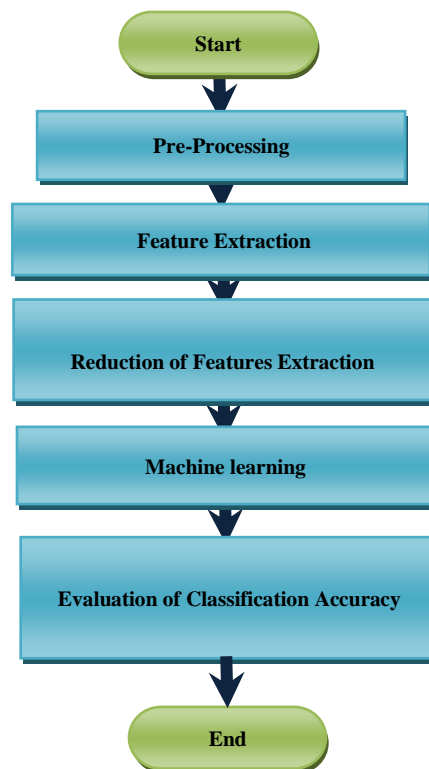 Start
Pre-Processing
Feature Extraction
Reduction of Features Extraction
Machine learning
Evaluation of Classification Accuracy
End